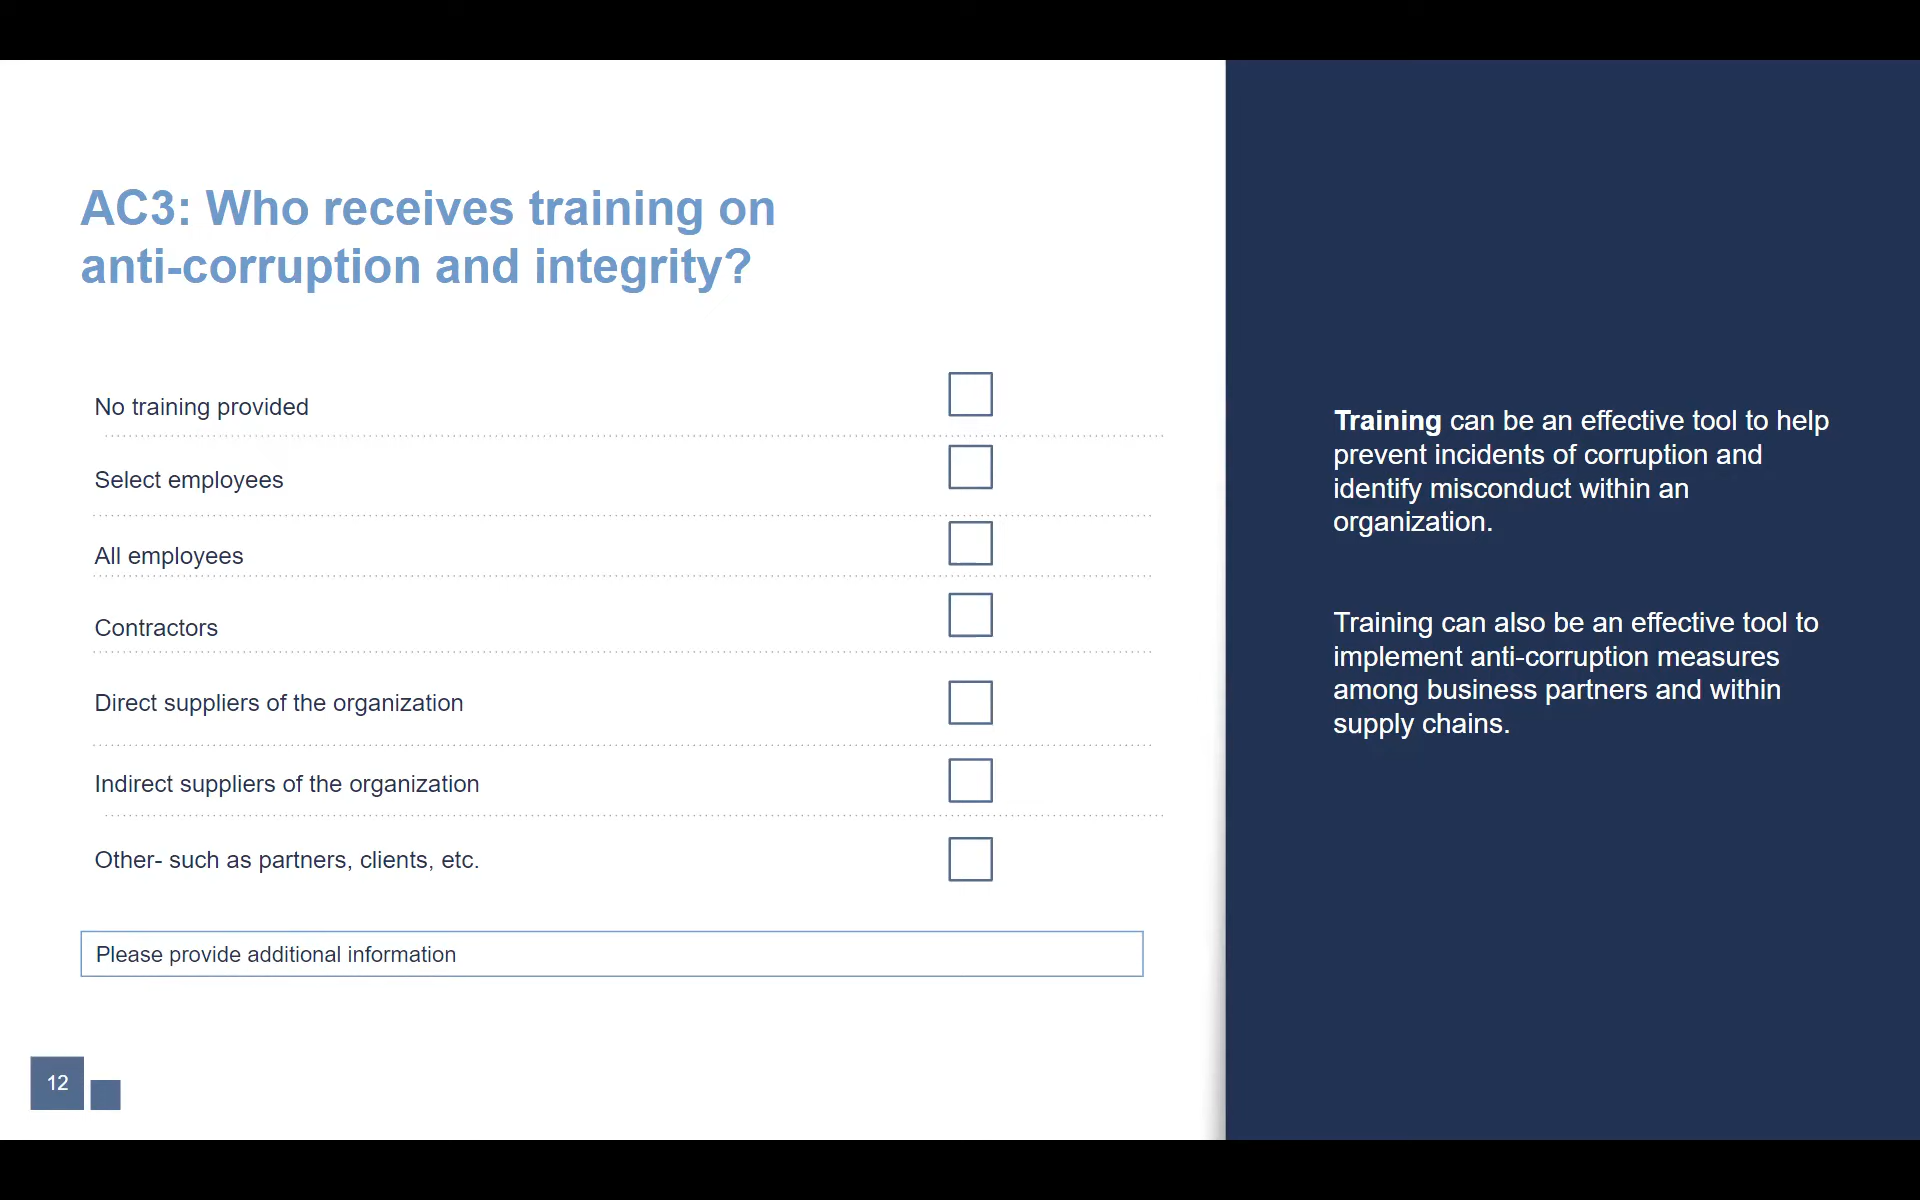 AC3: Who receives training on
anti-corruption and integrity?
No training provided
Select employees
All employees
Contractors
Direct suppliers of the organization
Indirect suppliers of the organization
Other- such as partners, clients, etc.
Please provide additional information
12
Training can be an effective tool to help
prevent incidents of corruption and
identify misconduct within an
organization.
Training can also be an effective tool to
implement anti-corruption measures
among business partners and within
supply chains.